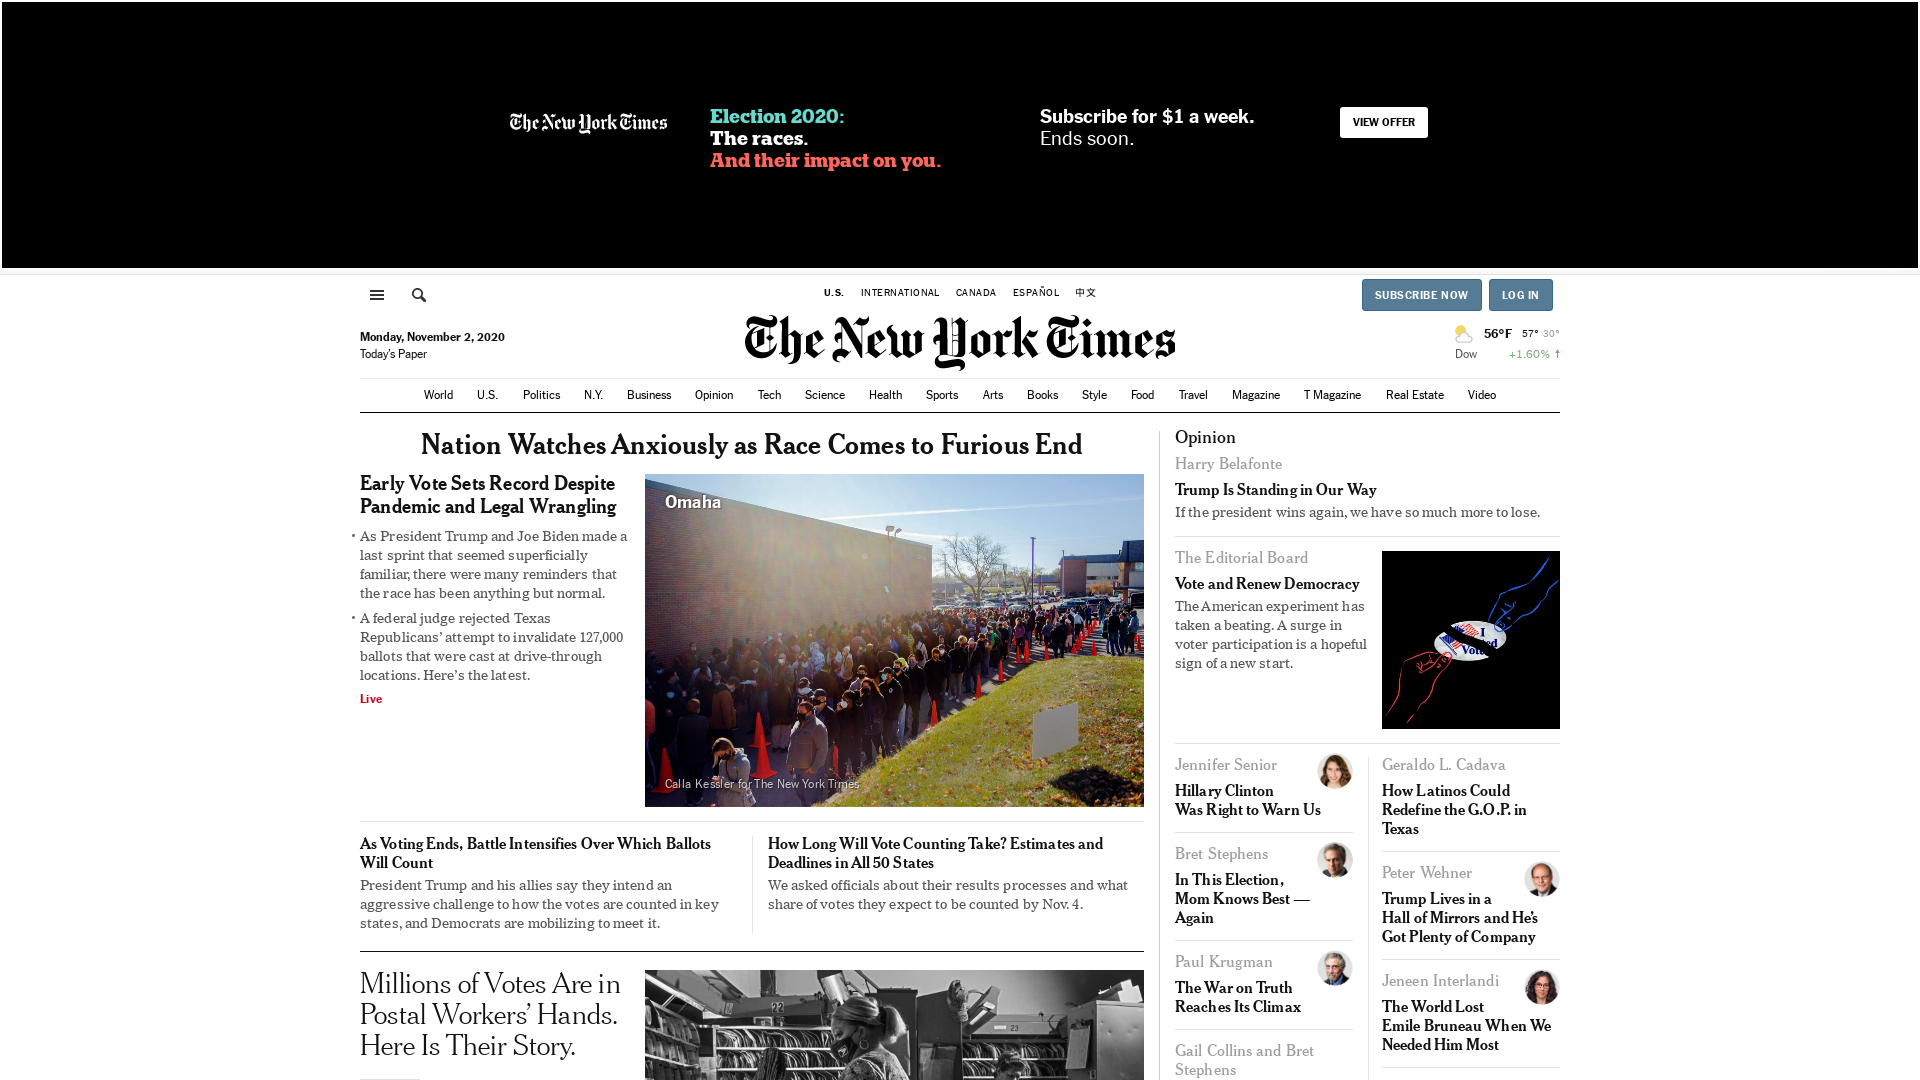 The New York Times
Election 2020:
The races.
And their impact on you.
Subscribe for $1 a week.
Ends soon.
VIEW OFFER
U.S. INTERNATIONAL CANADA ESPAÑOL 中文
SUBSCRIBE NOW LOG IN
Monday, November 2, 2020
Today's Paper
The New York Times
56°F 57° 30°
Dow +1.60% ↑
World U.S. Politics N.Y. Business Opinion Tech Science Health Sports Arts Books Style Food Travel Magazine T Magazine Real Estate Video
Nation Watches Anxiously as Race Comes to Furious End
Early Vote Sets Record Despite
Pandemic and Legal Wrangling
• As President Trump and Joe Biden made a
last sprint that seemed superficially
familiar, there were many reminders that
the race has been anything but normal.
• A federal judge rejected Texas
Republicans' attempt to invalidate 127,000
ballots that were cast at drive-through
locations. Here's the latest.
Live
Omaha
Calla Kessler for The New York Times
As Voting Ends, Battle Intensifies Over Which Ballots
Will Count
President Trump and his allies say they intend an
aggressive challenge to how the votes are counted in key
states, and Democrats are mobilizing to meet it.
How Long Will Vote Counting Take? Estimates and
Deadlines in All 50 States
We asked officials about their results processes and what
share of votes they expect to be counted by Nov. 4.
Millions of Votes Are in
Postal Workers' Hands.
Here Is Their Story.
22
23
Opinion
Harry Belafonte
Trump Is Standing in Our Way
If the president wins again, we have so much more to lose.
The Editorial Board
Vote and Renew Democracy
The American experiment has
taken a beating. A surge in
voter participation is a hopeful
sign of a new start.
I
Voted
Jennifer Senior
Hillary Clinton
Was Right to Warn Us
Bret Stephens
In This Election,
Mom Knows Best —
Again
Paul Krugman
The War on Truth
Reaches Its Climax
Gail Collins and Bret
Stephens
Geraldo L. Cadava
How Latinos Could
Redefine the G.O.P. in
Texas
Peter Wehner
Trump Lives in a
Hall of Mirrors and He's
Got Plenty of Company
Jeneen Interlandi
The World Lost
Emile Bruneau When We
Needed Him Most